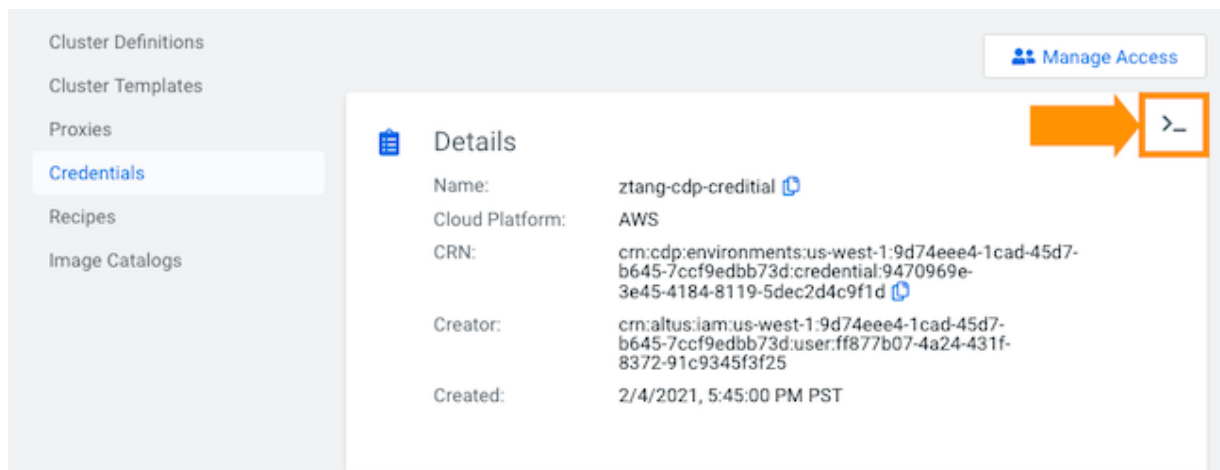 Cluster Definitions
Manage Access
Cluster Templates
Proxies
>_
Details
Credentials
Name: ztang-cdp-creditial
Recipes
Cloud Platform: AWS
Image Catalogs
CRN: crn:cdp:environments:us-west-1:9d74eee4-1cad-45d7-
b645-7ccf9edbb73d:credential:9470969e-
3e45-4184-8119-5dec2d4c9f1d
Creator: crn:altus:iam:us-west-1:9d74eee4-1cad-45d7-
b645-7ccf9edbb73d:user:ff877b07-4a24-431f-
8372-91c9345f3f25
Created: 2/4/2021, 5:45:00 PM PST